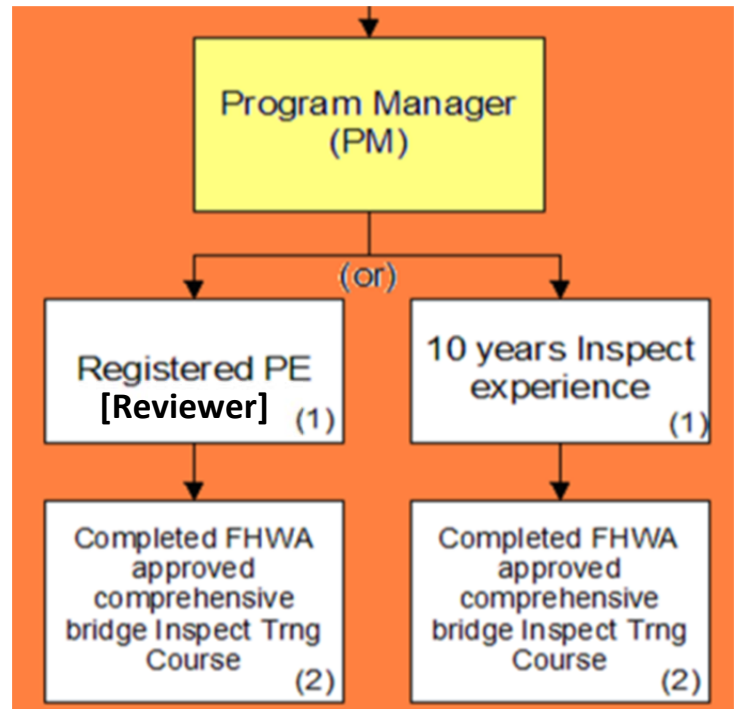 Program Manager
(PM)
(or)
Registered PE
[Reviewer]
(1)
10 years Inspect
experience
(1)
Completed FHWA
approved
comprehensive
bridge Inspect Trng
Course
(2)
Completed FHWA
approved
comprehensive
bridge Inspect Trng
Course
(2)